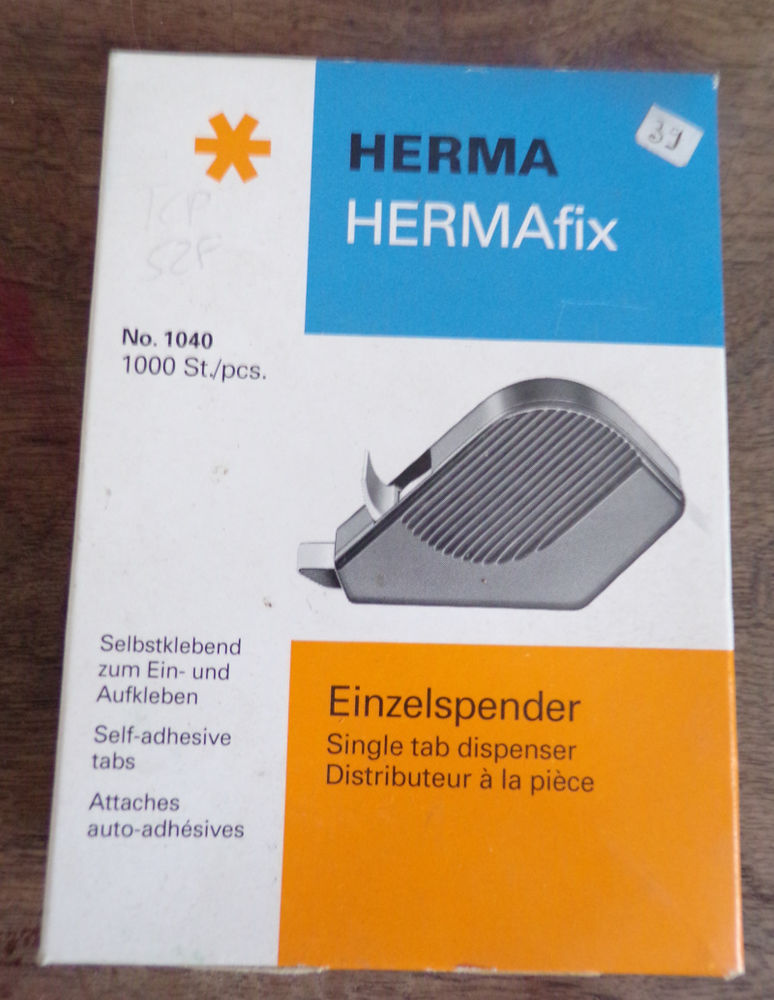 HERMA
HERMAfix
39
No. 1040
1000 St./pcs.
Selbstklebend
zum Ein- und
Aufkleben
Self-adhesive
tabs
Attaches
auto-adhésives
Einzelspender
Single tab dispenser
Distributeur à la pièce